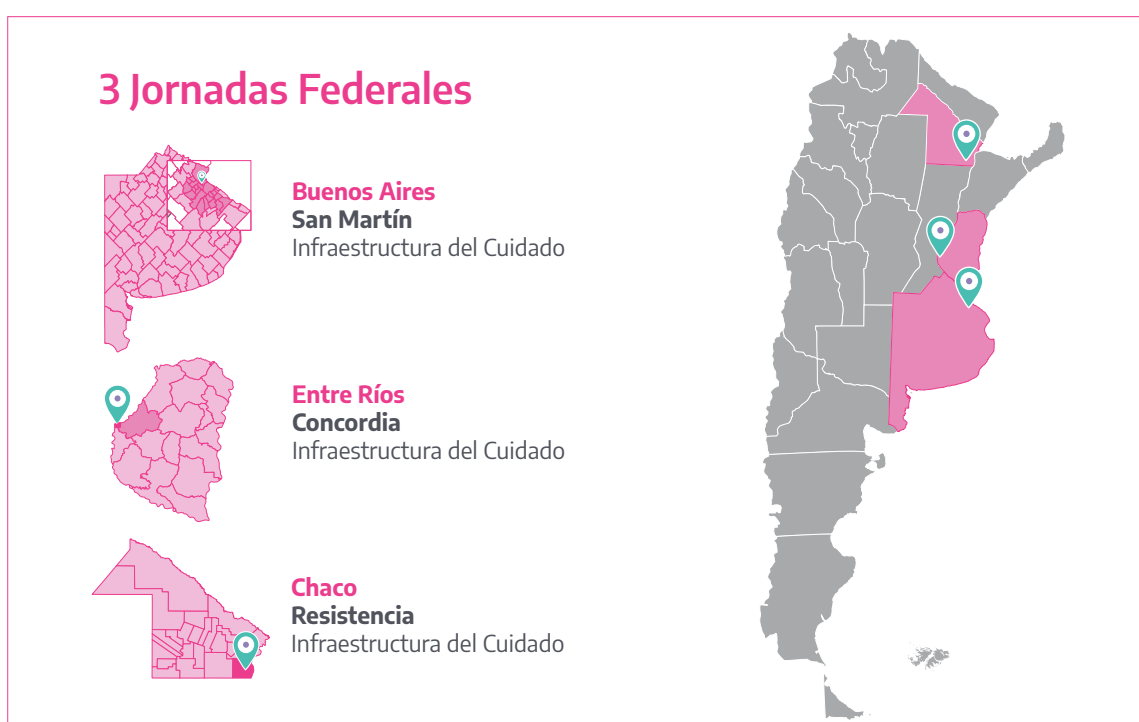 3 Jornadas Federales
Buenos Aires
San Martín
Infraestructura del Cuidado
Entre Ríos
Concordia
Infraestructura del Cuidado
Chaco
Resistencia
Infraestructura del Cuidado